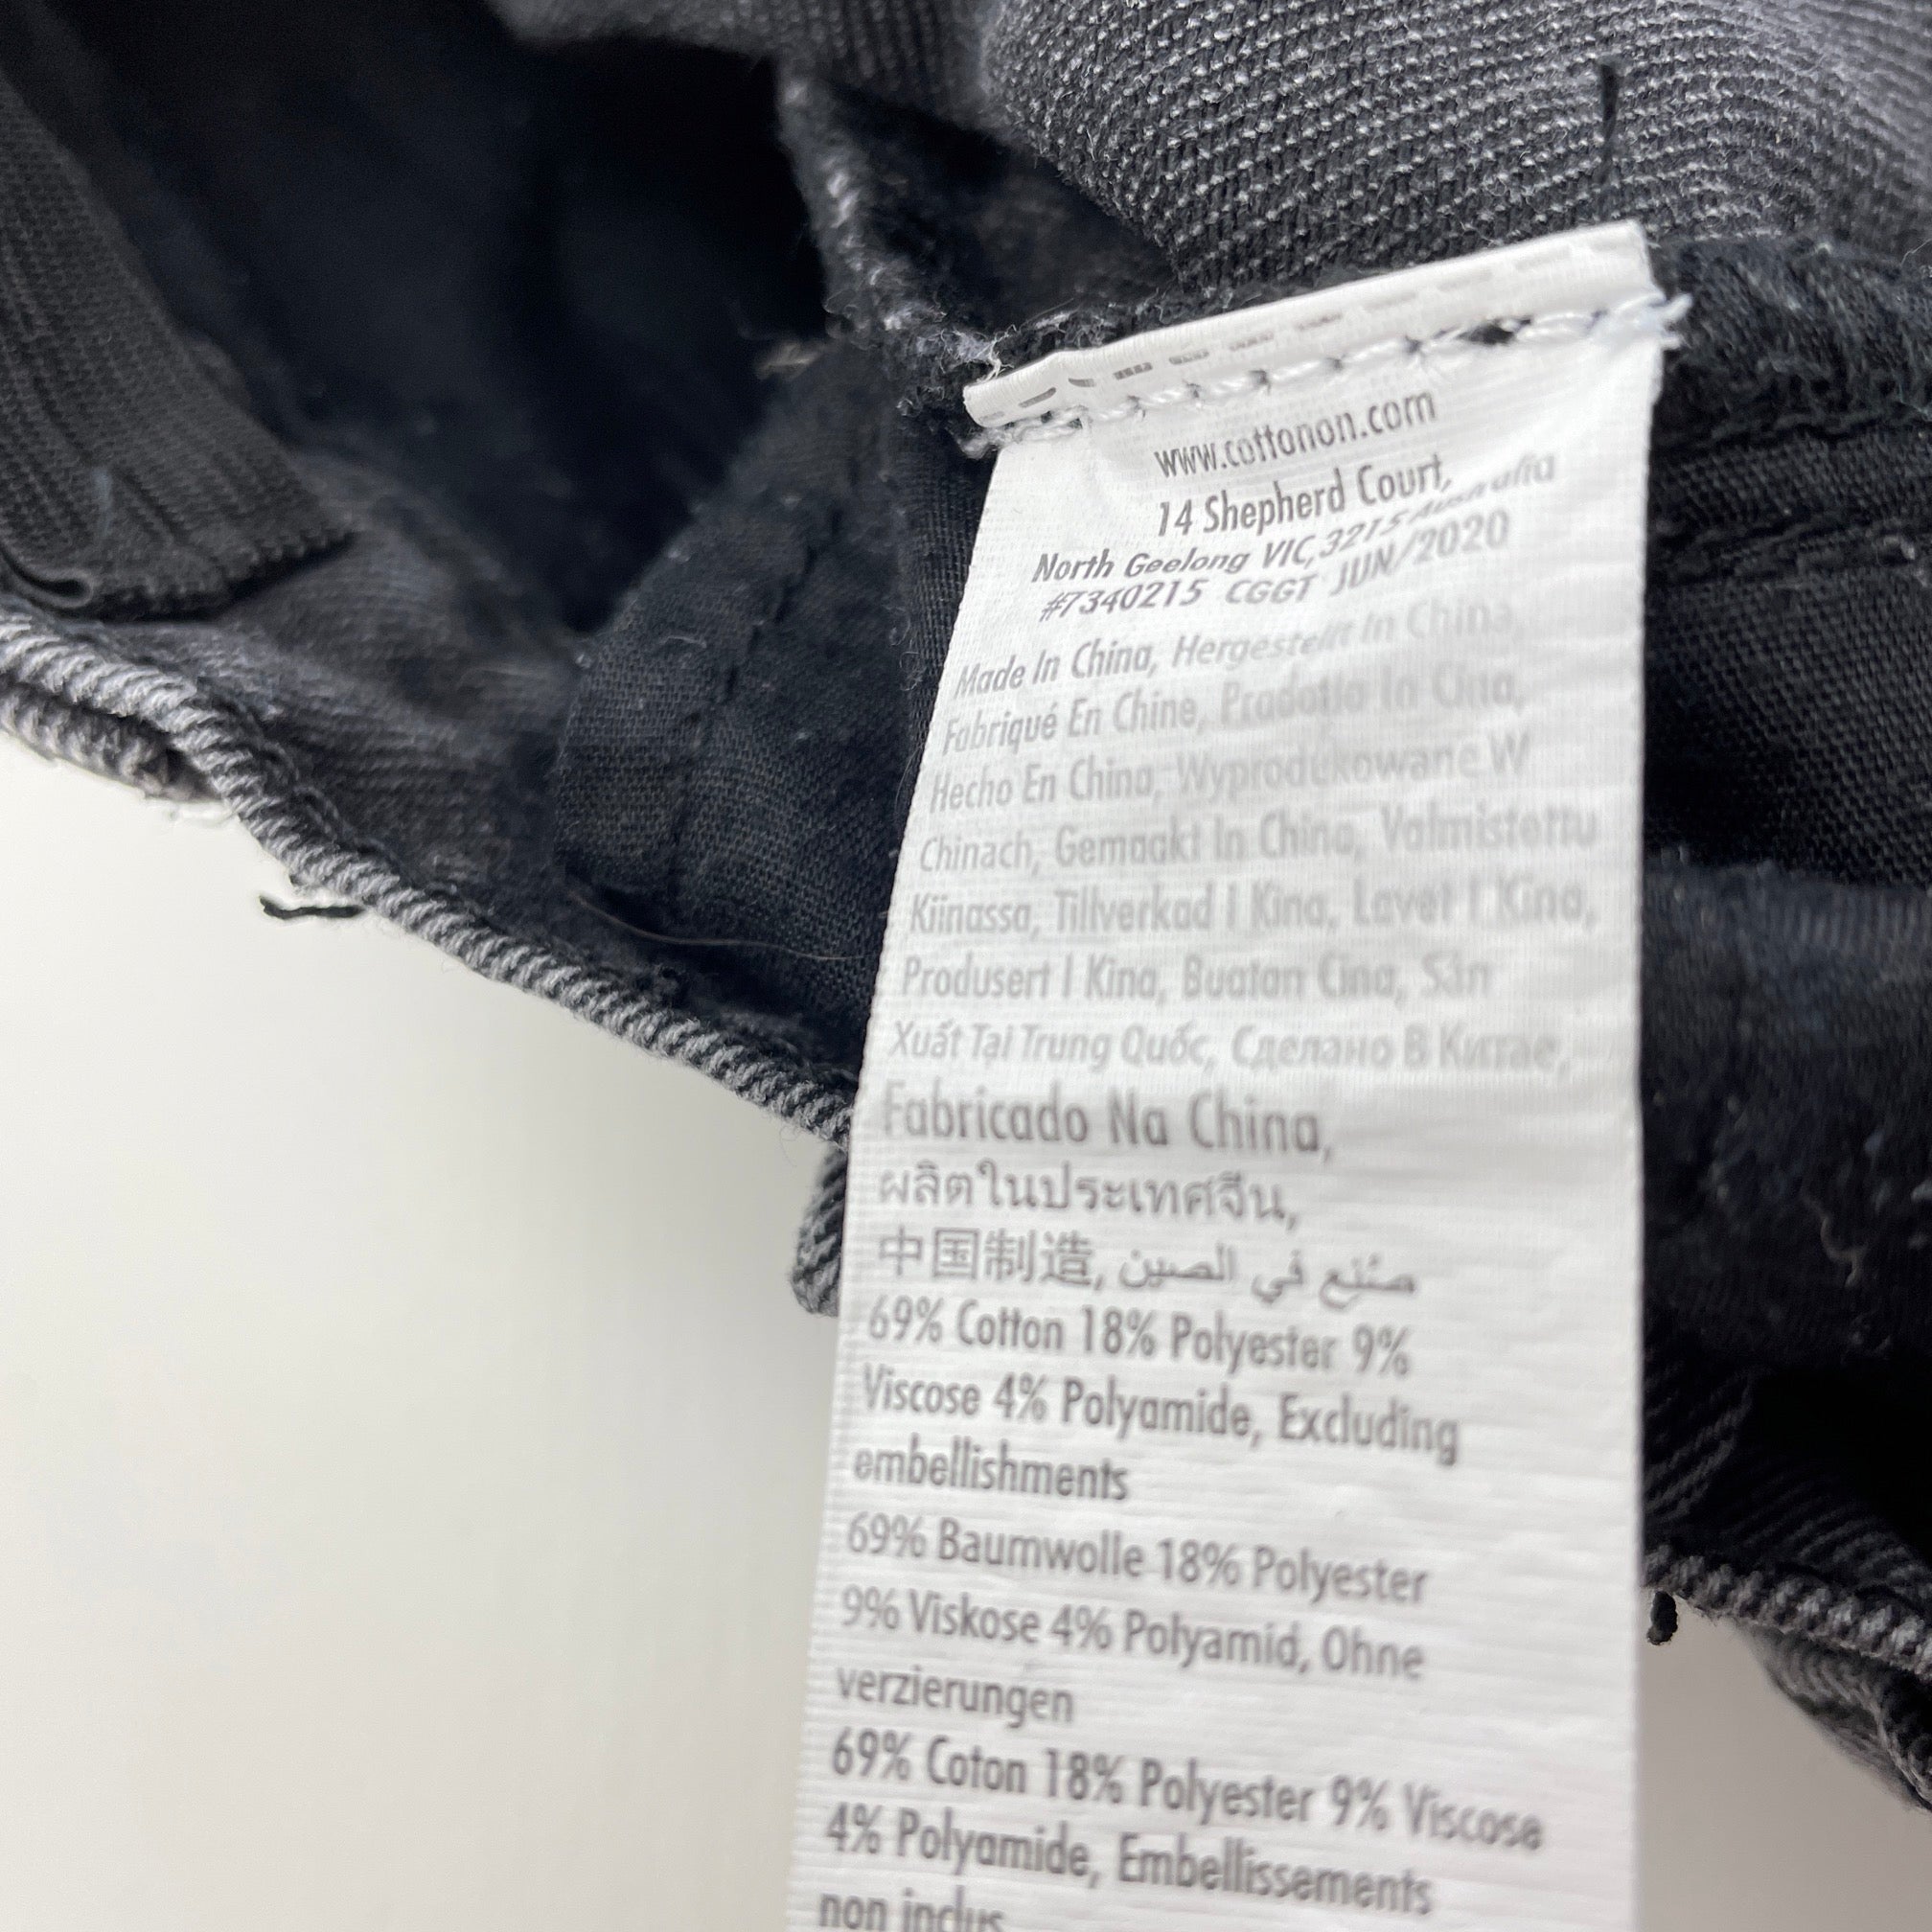 www.cottonon.com
14 Shepherd Court,
North Geelong VIC, 3215 Australia
#7340215 CGGT JUN/2020
Made In China, Hergestellt In China,
Fabriqué En Chine, Prodotto In Cina,
Hecho En China, Wyprodukowane W
Chinach, Gemaakt In China, Valmistettu
Kiinassa, Tillverkad I Kina, Lavet I Kina,
Produsert I Kina, Buatan Cina, Sản
Xuất Tại Trung Quốc, Сделано В Китае,
Fabricado Na China,
ผลิตในประเทศจีน,
中国制造, صُنِع في الصين
69% Cotton 18% Polyester 9%
Viscose 4% Polyamide, Excluding
embellishments
69% Baumwolle 18% Polyester
9% Viskose 4% Polyamid, Ohne
verzierungen
69% Coton 18% Polyester 9% Viscose
4% Polyamide, Embellissements
non inclus